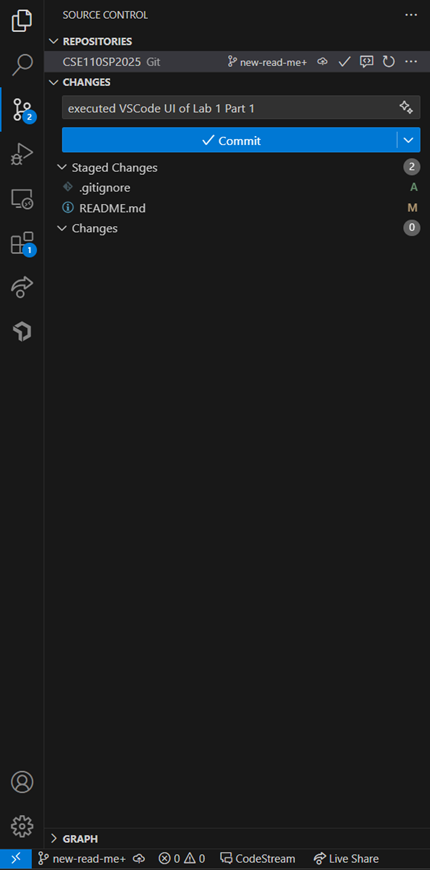 SOURCE CONTROL
REPOSITORIES
CSE110SP2025 Git new-read-me+
CHANGES
executed VSCode UI of Lab 1 Part 1
Commit
Staged Changes 2
.gitignore A
README.md M
Changes 0
2
1
GRAPH
new-read-me+ 0 0 CodeStream Live Share